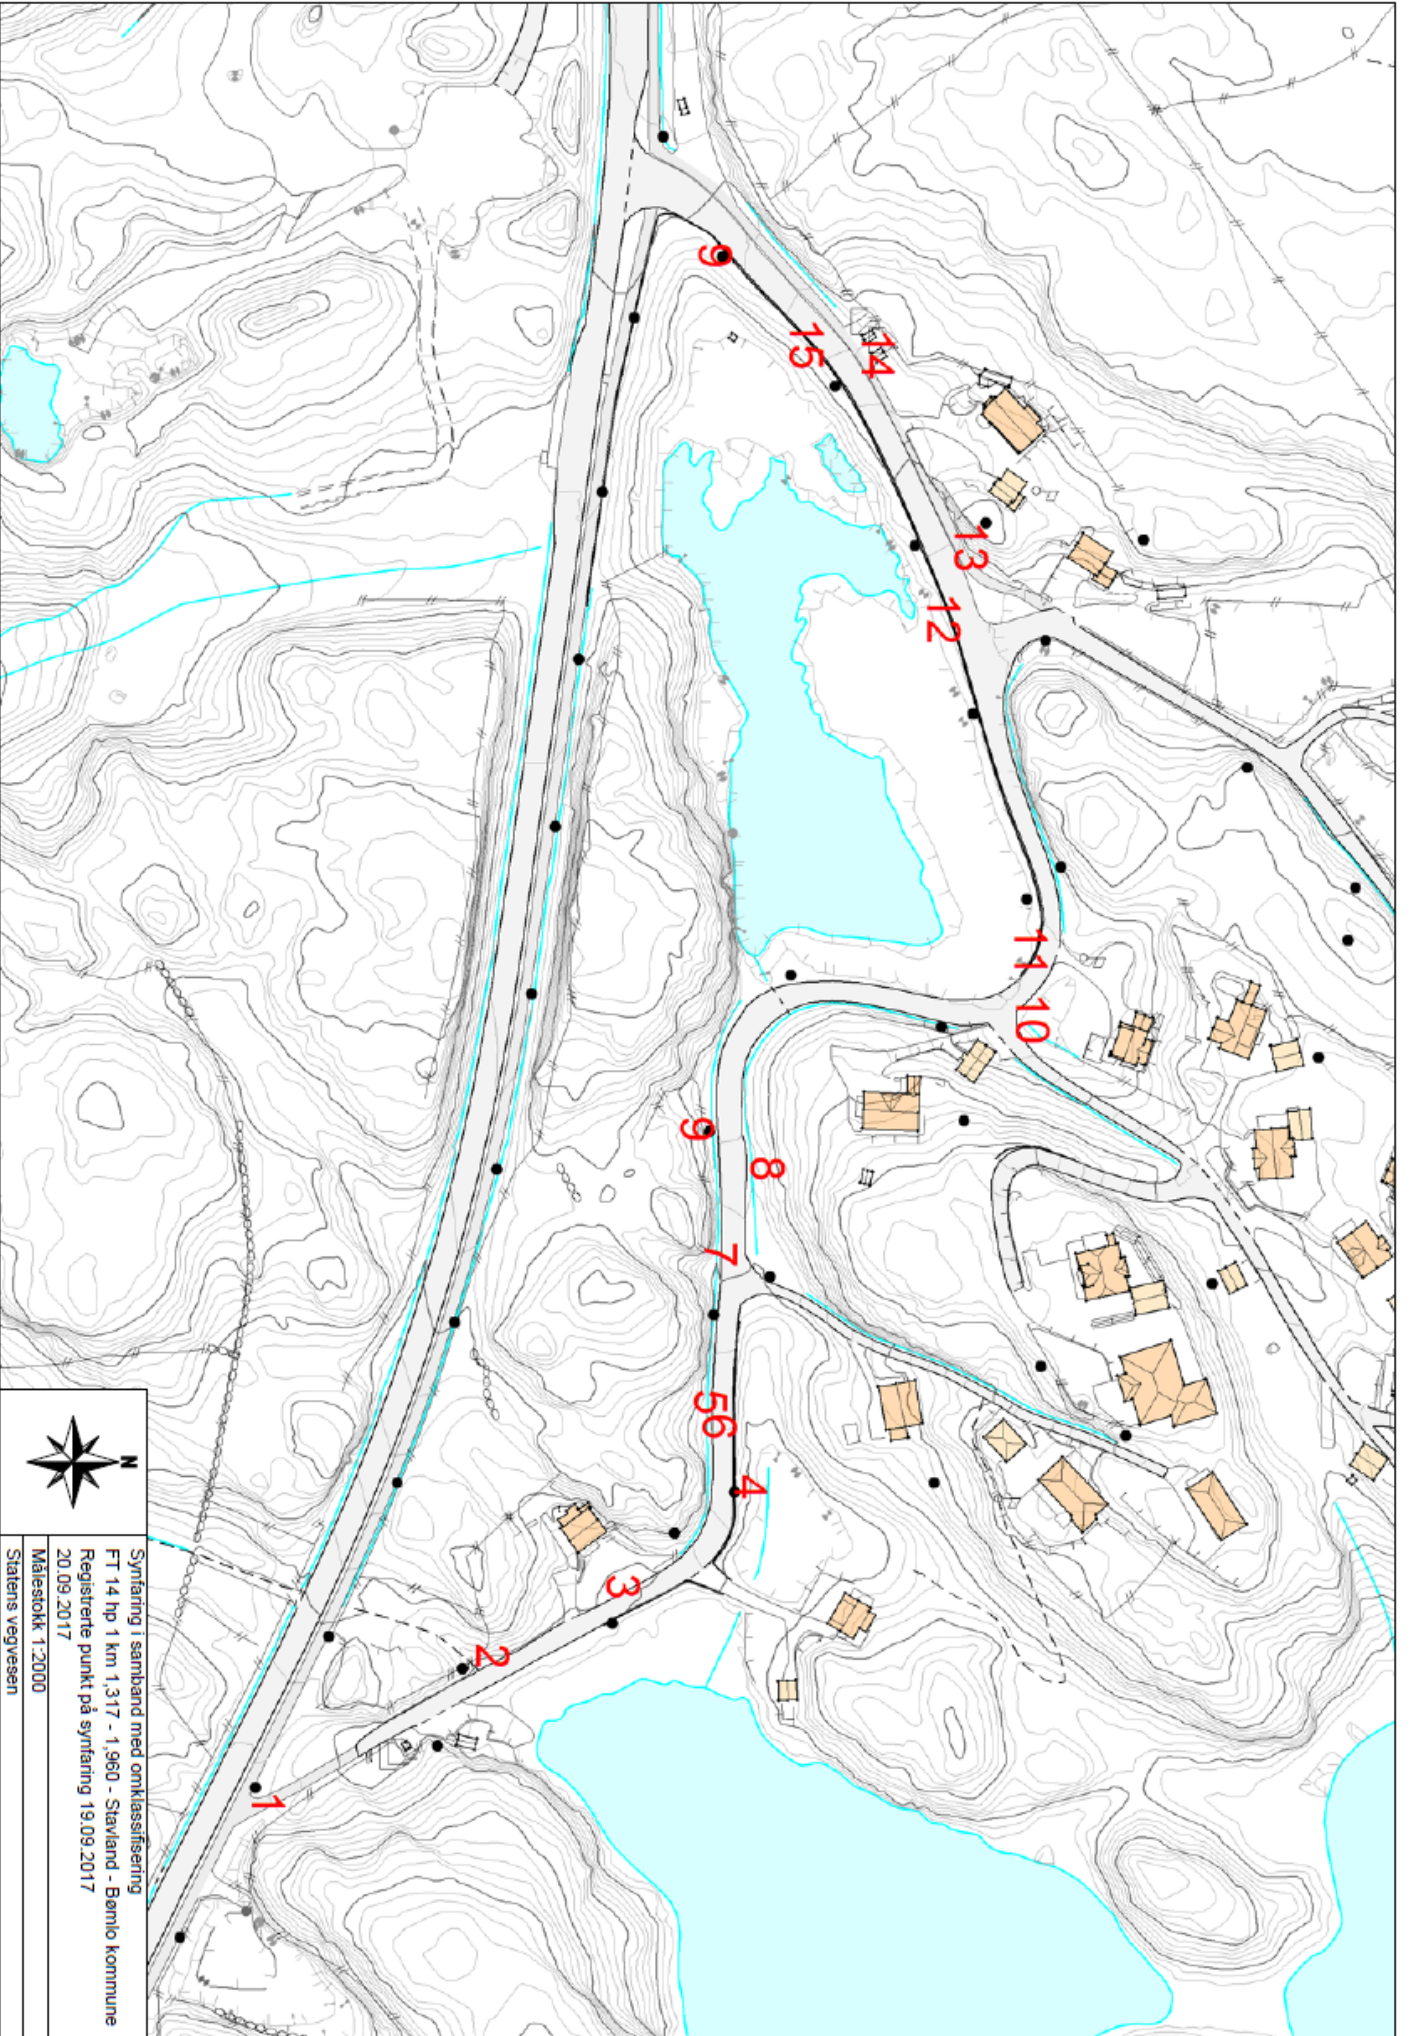 1
2
3
4
56
7
8
9
10
11
12
13
14
15
9
N
Synfaring i samband med omklassifisering
FT 14 hp 1 km 1,317 - 1,960 - Stavland - Bømlo kommune
Registrerte punkt på synfaring 19.09.2017
20.09.2017
Målestokk 1:2000
Statens vegvesen